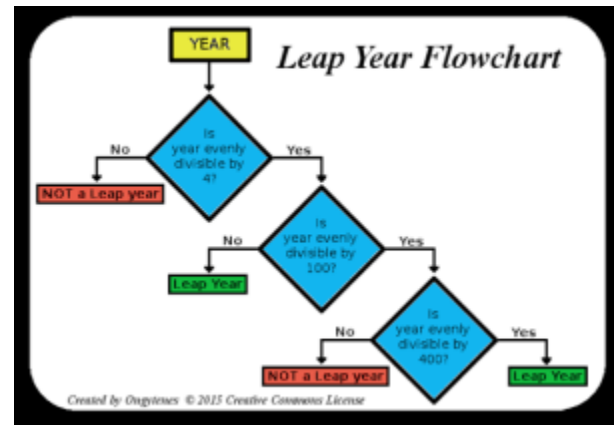 YEAR
Leap Year Flowchart
Is
year evenly
divisible by
4?
No
Yes
NOT a Leap year
Is
year evenly
divisible by
100?
No
Yes
Leap Year
Is
year evenly
divisible by
400?
No
Yes
NOT a Leap year
Leap Year
Created by Ongytenes © 2015 Creative Commons License